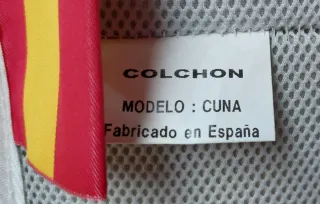 COLCHON
MODELO : CUNA
Fabricado en España